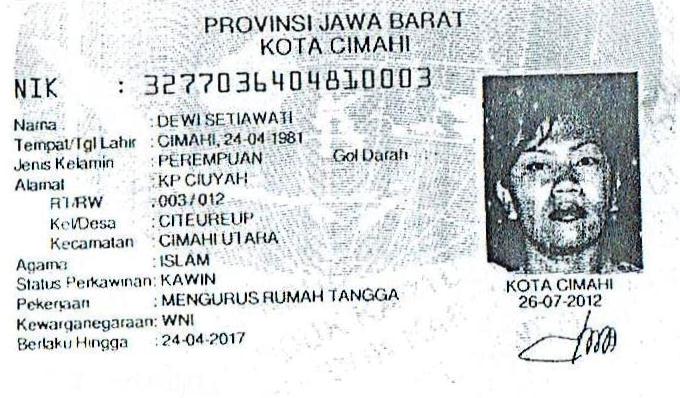 PROVINSI JAWA BARAT
KOTA CIMAHI
NIK : 3277036404810003
Nama : DEWI SETIAWATI
Tempat/Tgl Lahir : CIMAHI, 24-04-1981
Jenis Kelamin : PEREMPUAN Gol Darah :
Alamat : KP CIUYAH
RT/RW : 003/012
Kel/Desa : CITEUREUP
Kecamatan : CIMAHI UTARA
Agama : ISLAM
Status Perkawinan: KAWIN
Pekerjaan : MENGURUS RUMAH TANGGA
Kewarganegaraan: WNI
Berlaku Hingga : 24-04-2017
KOTA CIMAHI
26-07-2012